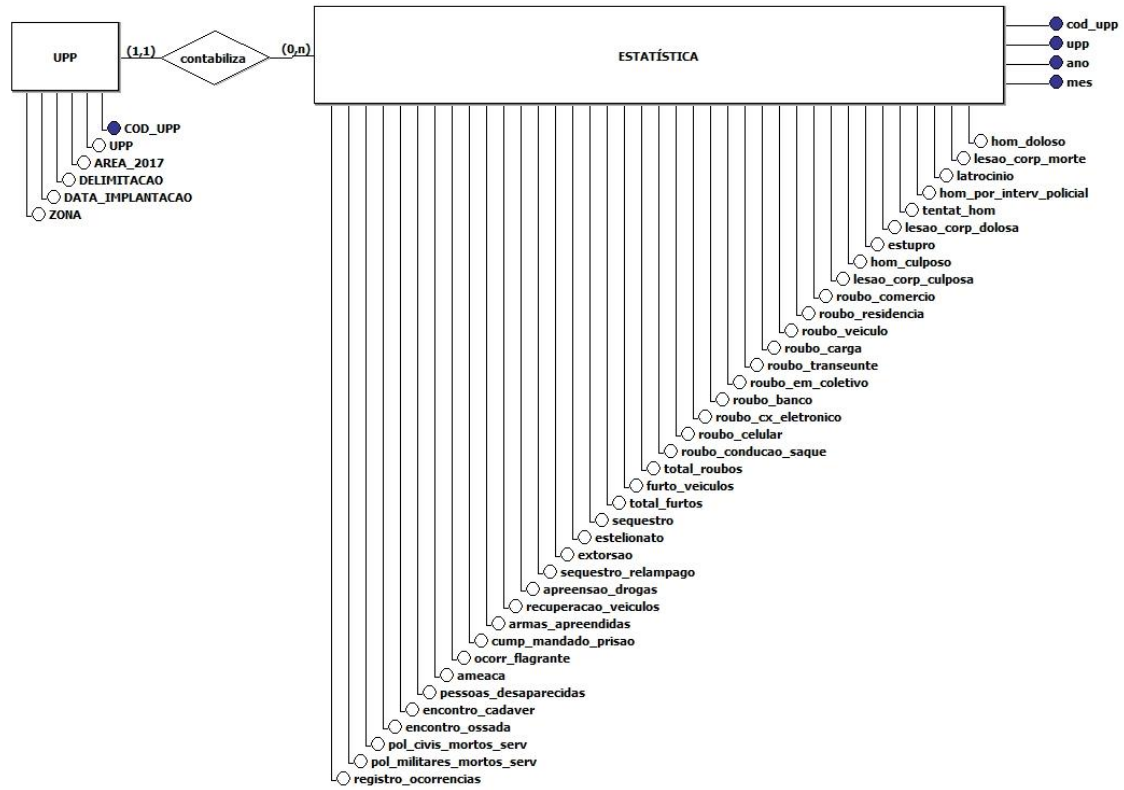 UPP
(1,1)
contabiliza
(0,n)
ESTATÍSTICA
cod_upp
upp
ano
mes
COD_UPP
UPP
AREA_2017
DELIMITACAO
DATA_IMPLANTACAO
ZONA
hom_doloso
lesao_corp_morte
latrocinio
hom_por_interv_policial
tentat_hom
lesao_corp_dolosa
estupro
hom_culposo
lesao_corp_culposa
roubo_comercio
roubo_residencia
roubo_veiculo
roubo_carga
roubo_transeunte
roubo_em_coletivo
roubo_banco
roubo_cx_eletronico
roubo_celular
roubo_conducao_saque
total_roubos
furto_veiculos
total_furtos
sequestro
estelionato
extorsao
sequestro_relampago
apreensao_drogas
recuperacao_veiculos
armas_apreendidas
cump_mandado_prisao
ocorr_flagrante
ameaca
pessoas_desaparecidas
encontro_cadaver
encontro_ossada
pol_civis_mortos_serv
pol_militares_mortos_serv
registro_ocorrencias